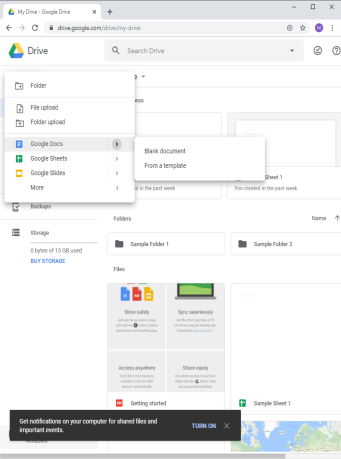 My Drive - Google Drive
drive.google.com/drive/my-drive
M
Drive
Search Drive
Folder
File upload
Folder upload
Google Docs
Google Sheets
Google Slides
More
Blank document
From a template
Sheet 1
in the past week
You created in the past week
Backups
Storage
0 bytes of 15 GB used
BUY STORAGE
Folders
Name
Sample Folder 1
Sample Folder 2
Files
Store safely
Sync seamlessly
Access anywhere
Share easily
Getting started
Sample Sheet 1
Get notifications on your computer for shared files and
important events.
TURN ON
Windows